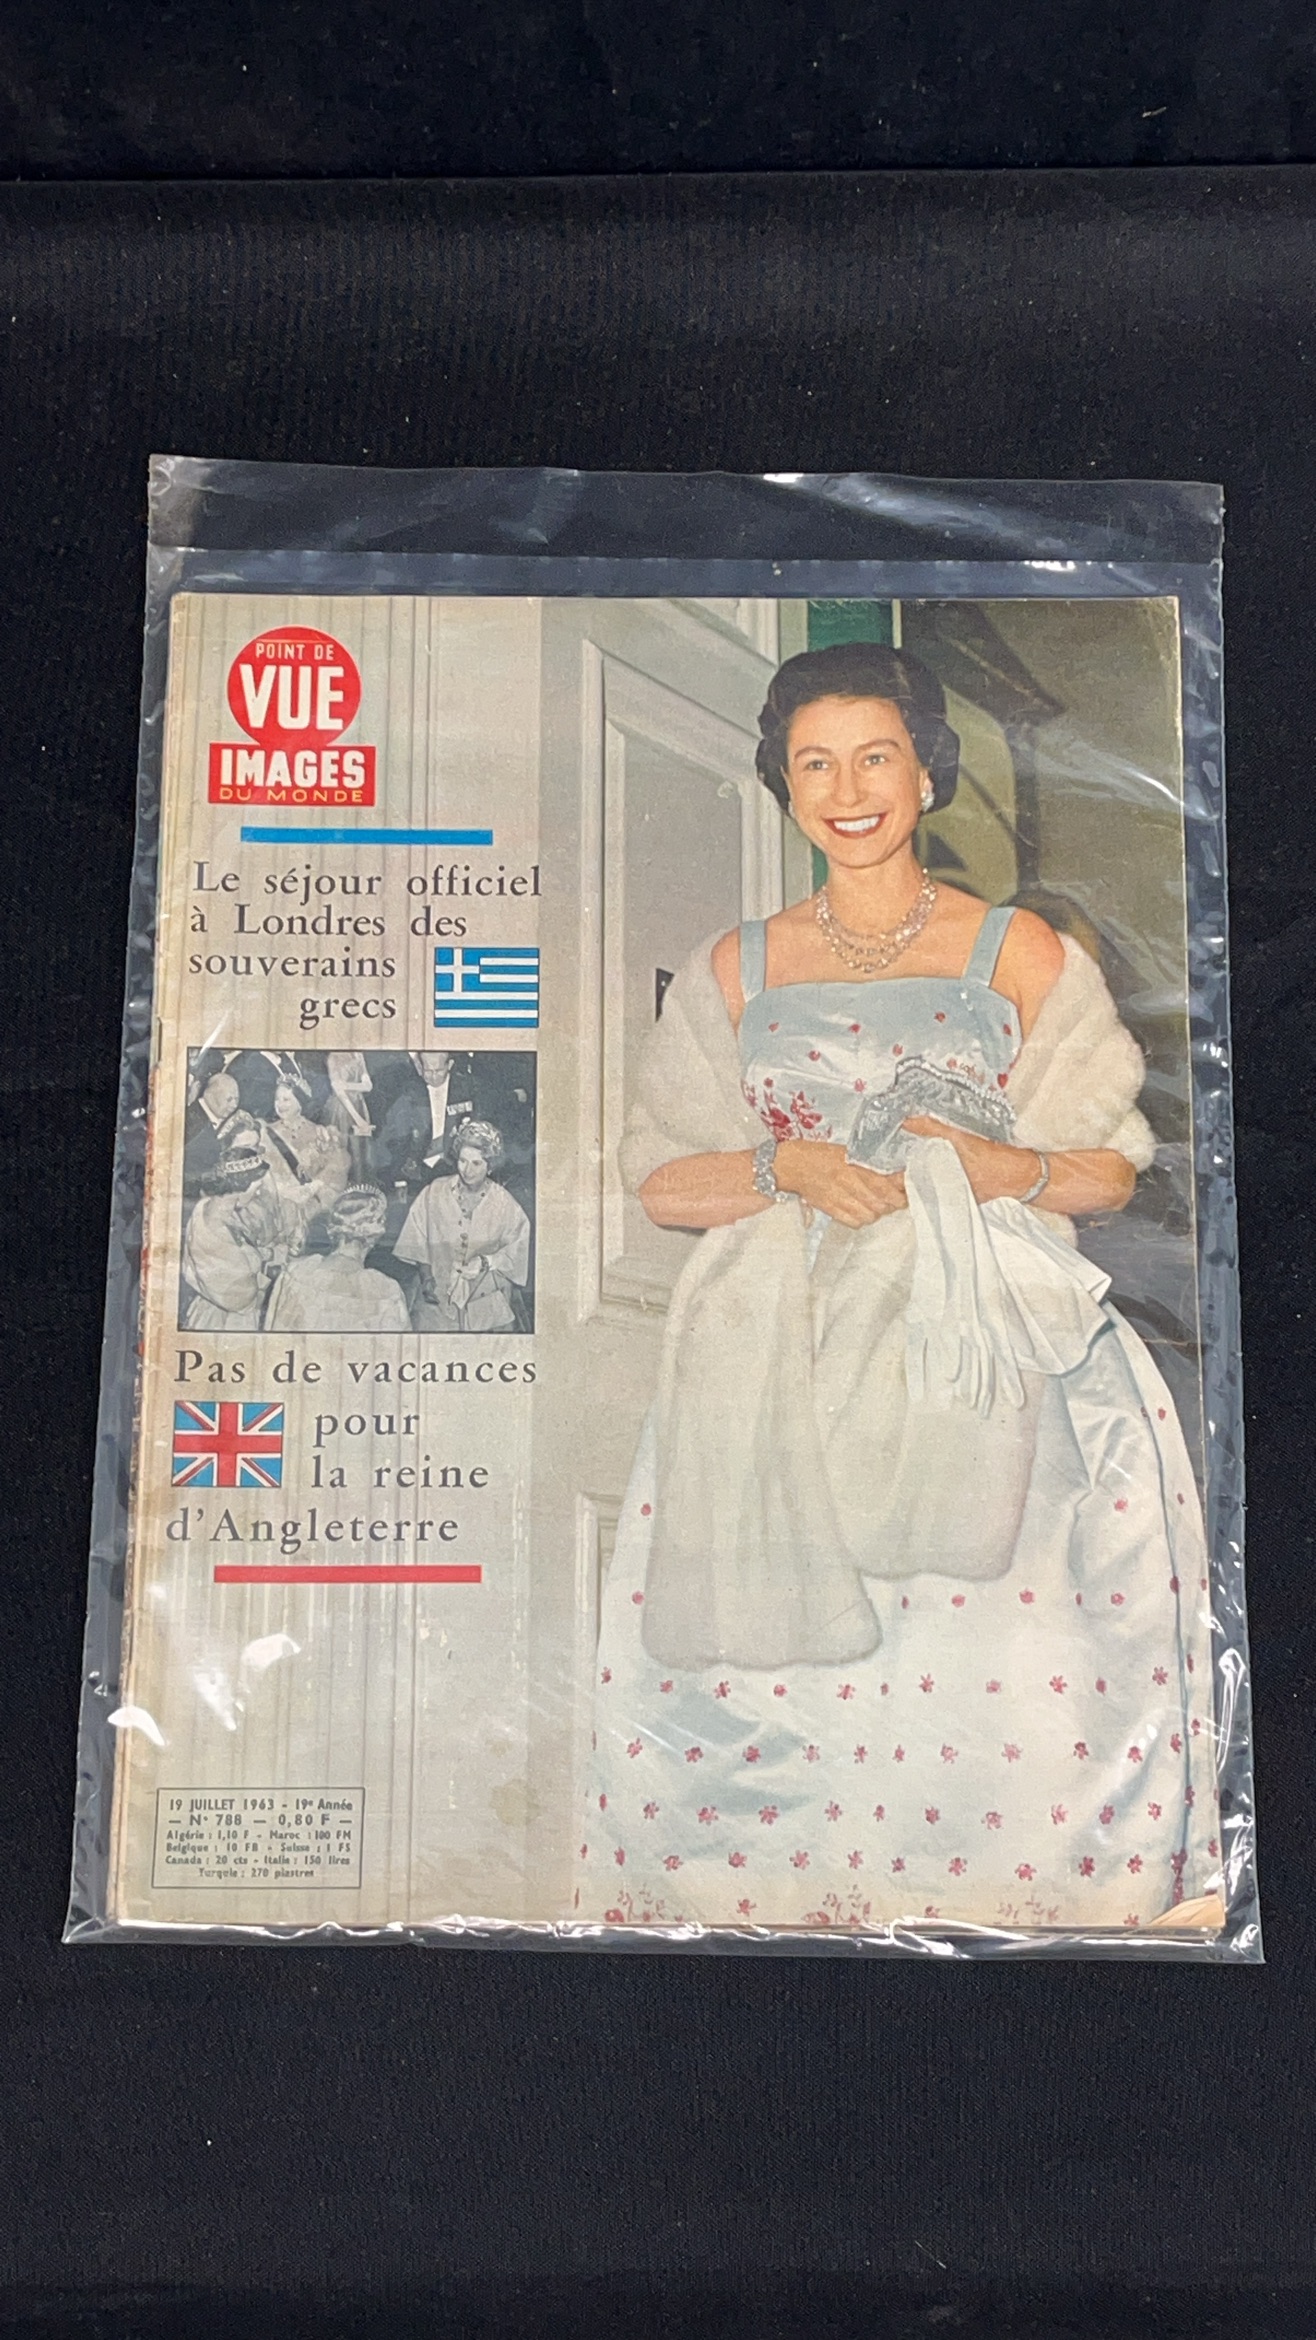 POINT DE
VUE
IMAGES
DU MONDE
Le séjour officiel
à Londres des
souverains
grecs
Pas de vacances
pour
la reine
d'Angleterre
19 JUILLET 1963 - 19e Année
— N° 788 — 0,80 F —
Algérie : 1,10 F - Maroc : 100 FM
Belgique : 10 FB - Suisse : 1 FS
Canada : 20 cts - Italie : 150 lires
Turquie : 270 piastres